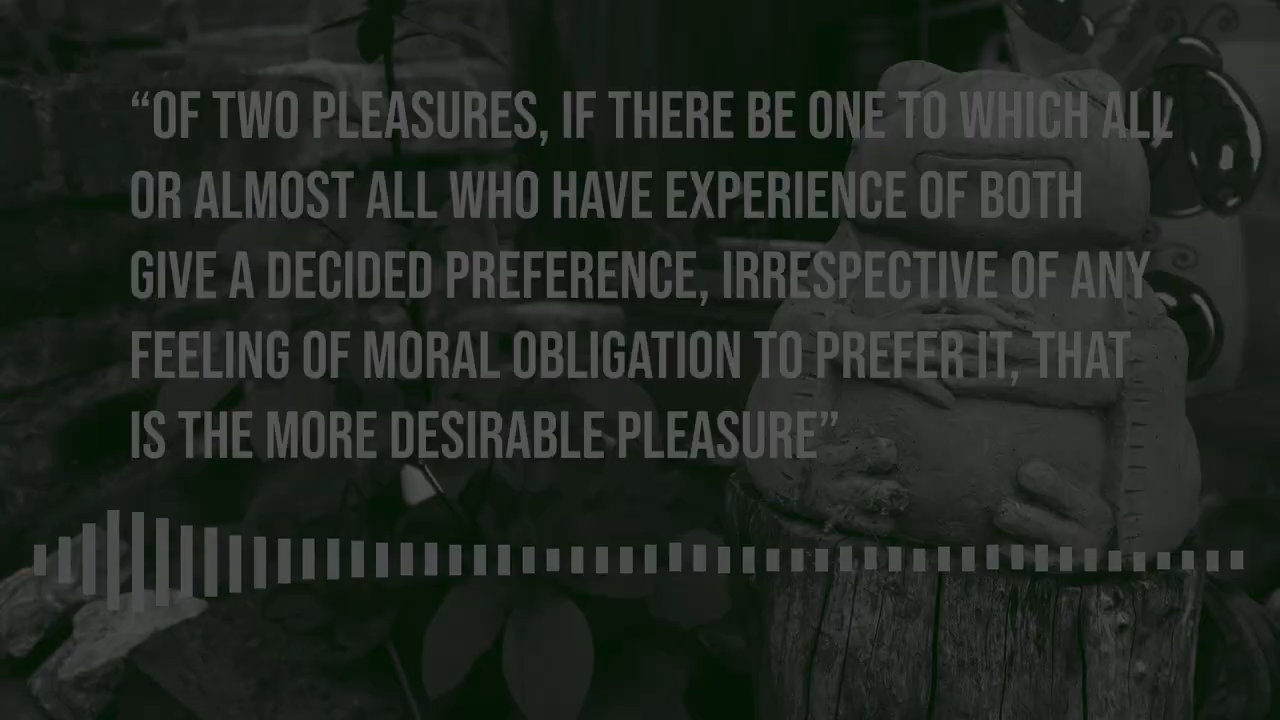 “OF TWO PLEASURES, IF THERE BE ONE TO WHICH ALL
OR ALMOST ALL WHO HAVE EXPERIENCE OF BOTH
GIVE A DECIDED PREFERENCE, IRRESPECTIVE OF ANY
FEELING OF MORAL OBLIGATION TO PREFER IT, THAT
IS THE MORE DESIRABLE PLEASURE”